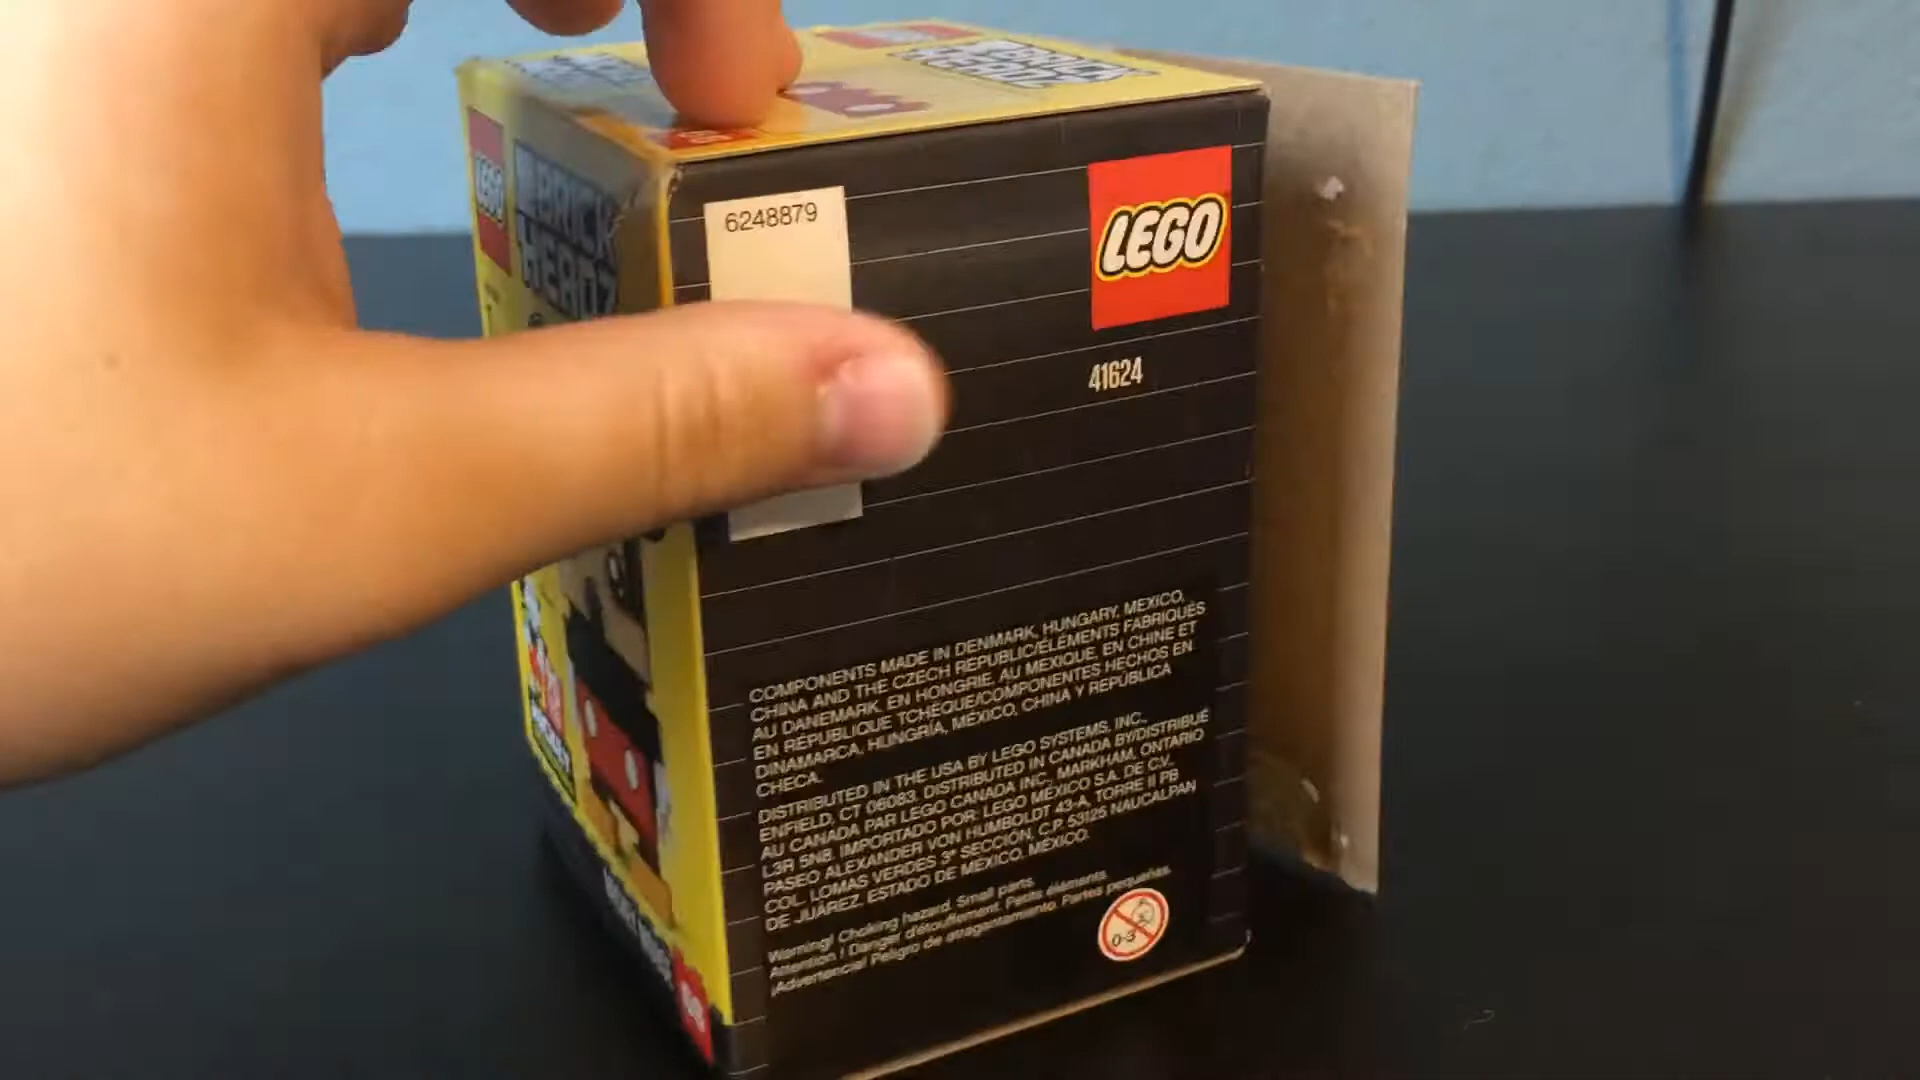 LEGO
BRICK
HEADZ
BRICK
HEADZ
6248879
LEGO
41624
COMPONENTS MADE IN DENMARK, HUNGARY, MEXICO,
CHINA AND THE CZECH REPUBLIC/ÉLÉMENTS FABRIQUÉS
AU DANEMARK, EN HONGRIE, AU MEXIQUE, EN CHINE ET
EN RÉPUBLIQUE TCHÈQUE/COMPONENTES HECHOS EN
DINAMARCA, HUNGRÍA, MÉXICO, CHINA Y REPÚBLICA
CHECA.
DISTRIBUTED IN THE USA BY LEGO SYSTEMS, INC.,
ENFIELD, CT 06083. DISTRIBUTED IN CANADA BY/DISTRIBUÉ
AU CANADA PAR LEGO CANADA INC., MARKHAM, ONTARIO
L3R 5N8. IMPORTADO POR: LEGO MÉXICO S.A. DE C.V.,
PASEO ALEXANDER VON HUMBOLDT 43-A, TORRE II PB
COL. LOMAS VERDES 3ª SECCIÓN, C.P. 53125 NAUCALPAN
DE JUÁREZ, ESTADO DE MÉXICO, MÉXICO.
Warning! Choking hazard. Small parts.
Attention ! Danger d'étouffement. Petits éléments.
¡Advertencia! Peligro de atragantamiento. Partes pequeñas.
0-3